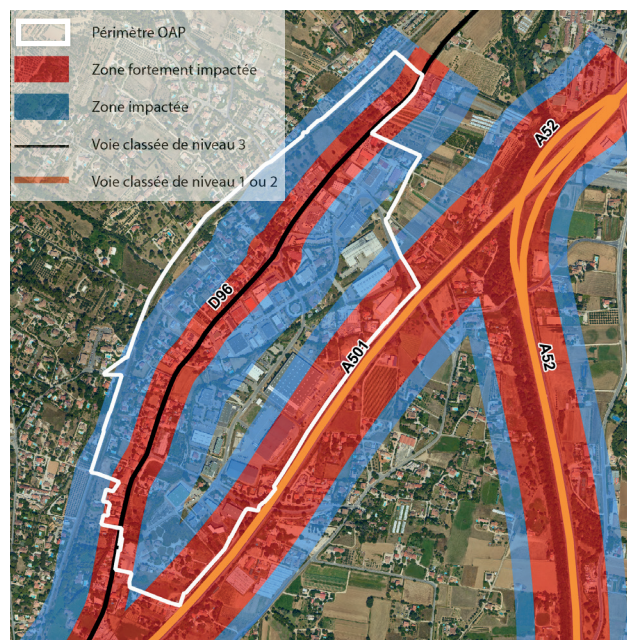 Périmètre OAP
Zone fortement impactée
Zone impactée
Voie classée de niveau 3
Voie classée de niveau 1 ou 2
A52
D96
A501
A52